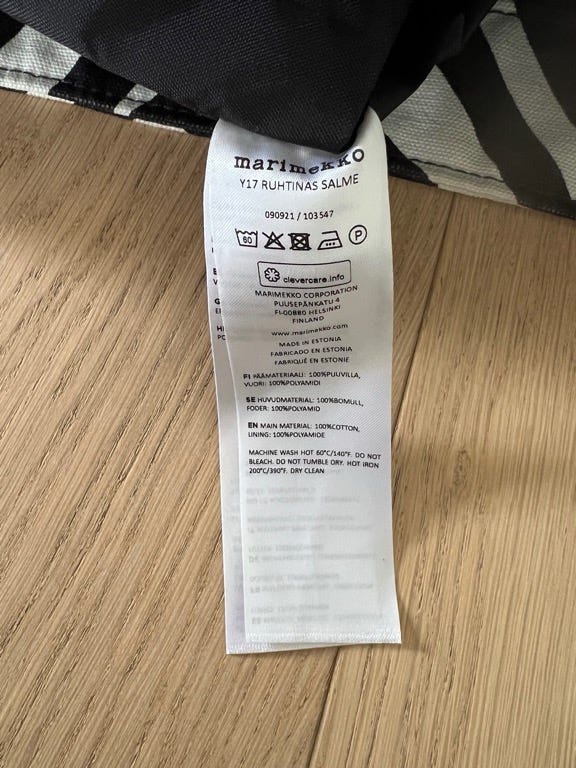 marimekko
Y17 RUHTINAS SALME
090921 / 103547
60 P
clevercare.info
MARIMEKKO CORPORATION
PUUSEPÄNKATU 4
FI-00880 HELSINKI
FINLAND
www.marimekko.com
MADE IN ESTONIA
FABRICADO EN ESTONIA
FABRIQUÉ EN ESTONIE
FI PÄÄMATERIAALI: 100%PUUVILLA,
VUORI: 100%POLYAMIDI
SE HUVUDMATERIAL: 100%BOMULL,
FODER: 100%POLYAMID
EN MAIN MATERIAL: 100%COTTON,
LINING: 100%POLYAMIDE
MACHINE WASH HOT 60°C/140°F. DO NOT
BLEACH. DO NOT TUMBLE DRY. HOT IRON
200°C/390°F. DRY CLEAN